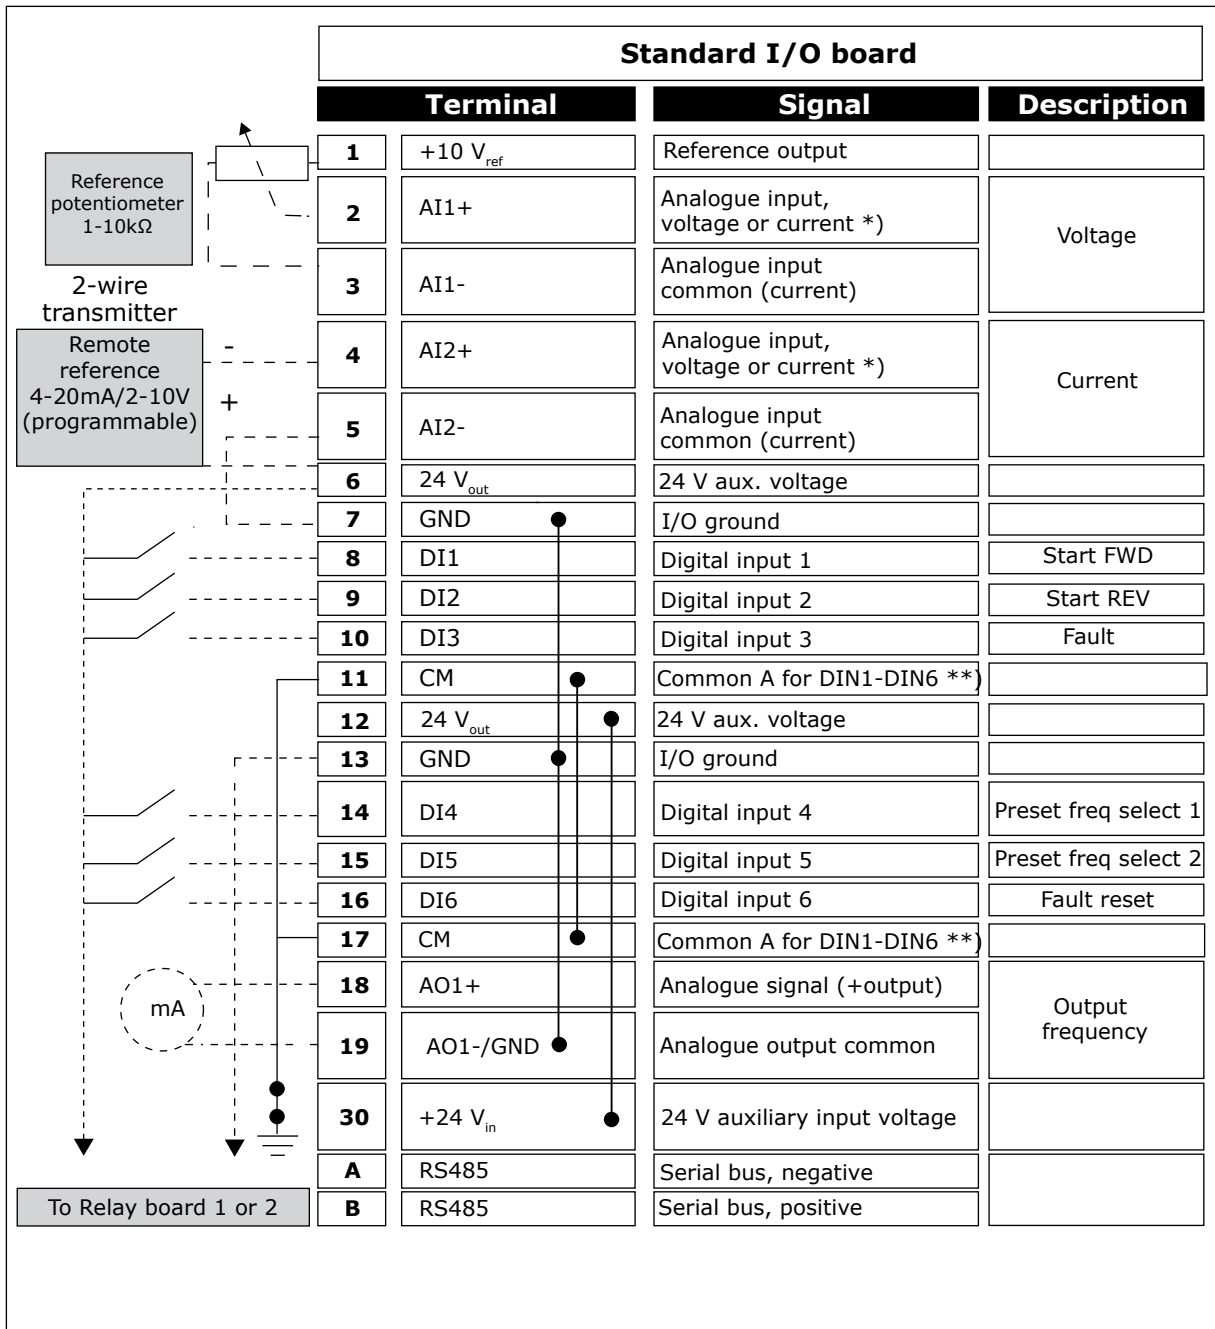 Standard I/O board
Terminal Signal Description
1 +10 Vref Reference output
Reference
potentiometer
1-10kΩ
2 AI1+ Analogue input,
voltage or current *)
Voltage
3 AI1- Analogue input
common (current)
2-wire
transmitter
Remote
reference
4-20mA/2-10V
(programmable)
-
+
4 AI2+ Analogue input,
voltage or current *)
Current
5 AI2- Analogue input
common (current)
6 24 Vout 24 V aux. voltage
7 GND I/O ground
8 DI1 Digital input 1 Start FWD
9 DI2 Digital input 2 Start REV
10 DI3 Digital input 3 Fault
11 CM Common A for DIN1-DIN6 **)
12 24 Vout 24 V aux. voltage
13 GND I/O ground
14 DI4 Digital input 4 Preset freq select 1
15 DI5 Digital input 5 Preset freq select 2
16 DI6 Digital input 6 Fault reset
17 CM Common A for DIN1-DIN6 **)
mA
18 AO1+ Analogue signal (+output)
Output
frequency
19 AO1-/GND Analogue output common
30 +24 Vin 24 V auxiliary input voltage
A RS485 Serial bus, negative
To Relay board 1 or 2
B RS485 Serial bus, positive